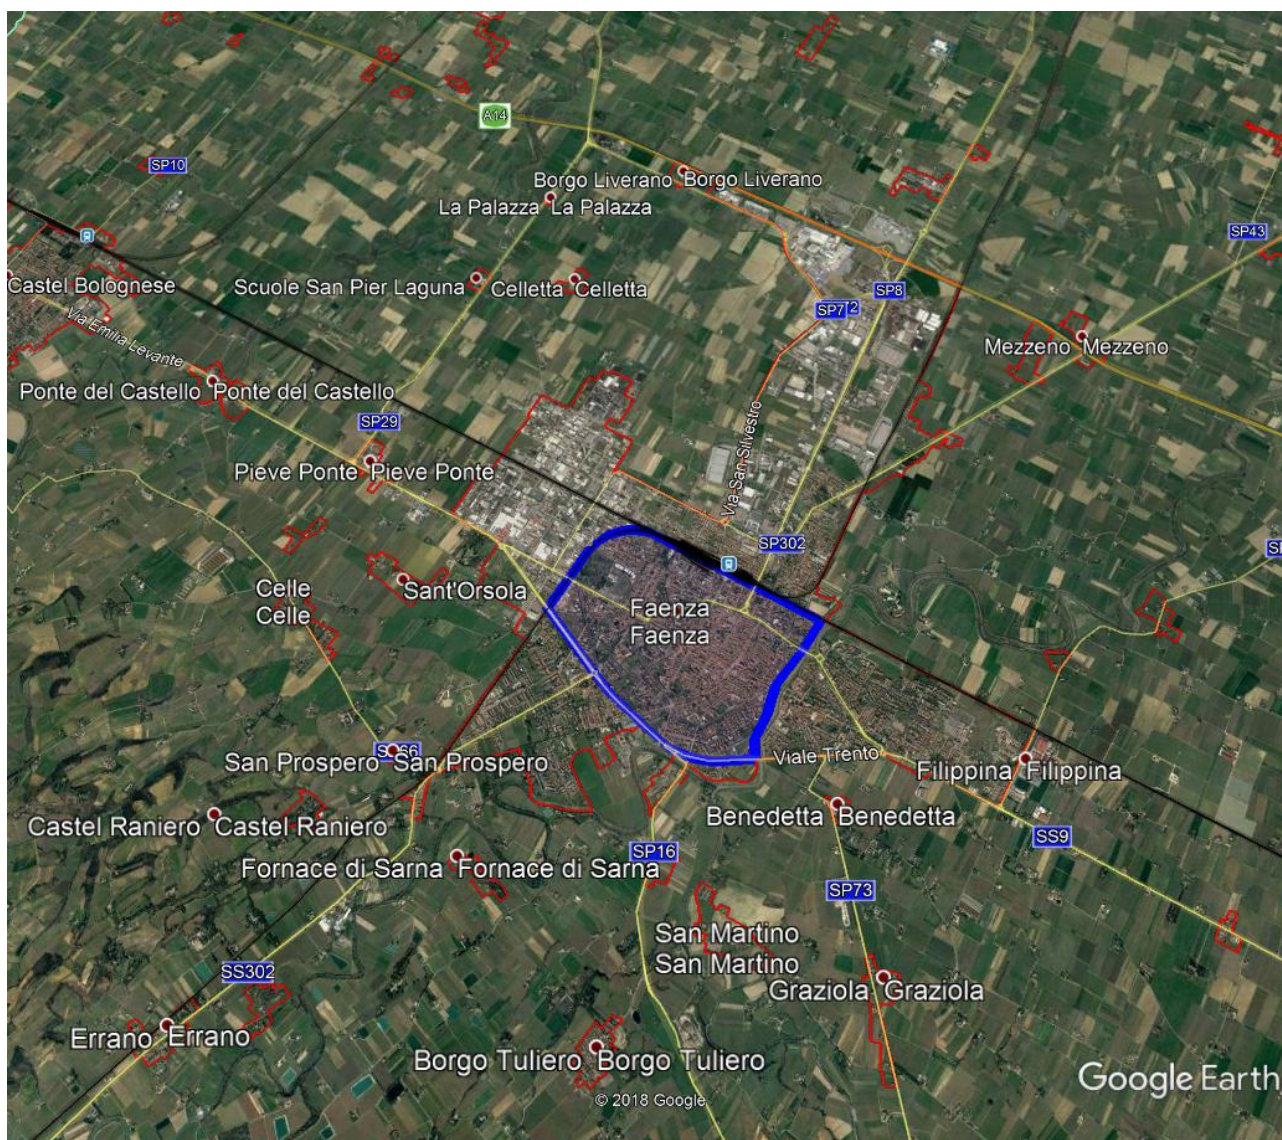 A14
SP10
Borgo Liverano Borgo Liverano
La Palazza La Palazza
SP43
Scuole San Pier Laguna
Celletta Celletta
Castel Bolognese
SP8
SP7
Via Emilia Levante
Mezzeno Mezzeno
Ponte del Castello Ponte del Castello
SP29
Via San Silvestro
Pieve Ponte Pieve Ponte
SP302
Celle
Celle
Sant'Orsola
Faenza
Faenza
San Prospero San Prospero
Viale Trento
Filippina Filippina
Castel Raniero Castel Raniero
Benedetta Benedetta
SS9
Fornace di Sarna Fornace di Sarna
SP16
SP73
San Martino
San Martino
SS302
Graziola Graziola
Errano Errano
Borgo Tuliero Borgo Tuliero
Google Earth
© 2018 Google